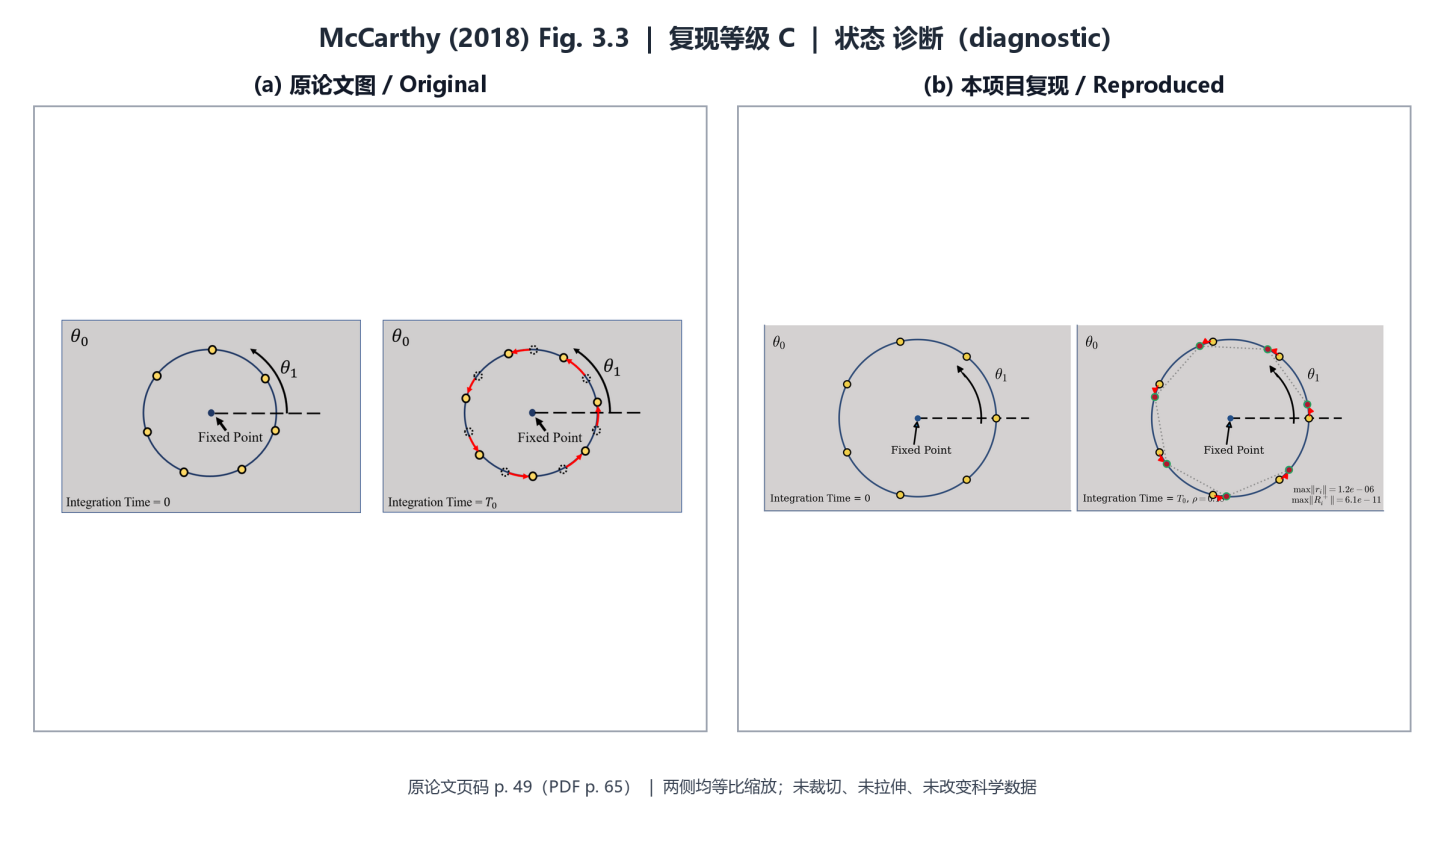 McCarthy (2018) Fig. 3.3 | 复现等级 C | 状态 诊断（diagnostic）
(a) 原论文图 / Original
(b) 本项目复现 / Reproduced
θ0
θ1
Fixed Point
Integration Time = 0
θ0
θ1
Fixed Point
Integration Time = T0
θ0
θ1
Fixed Point
Integration Time = 0
θ0
θ1
Fixed Point
max‖ri‖ = 1.2e − 06
Integration Time = T0, ρ =
‖ = 6.1e − 11
原论文页码 p. 49（PDF p. 65） | 两侧均等比缩放；未裁切、未拉伸、未改变科学数据